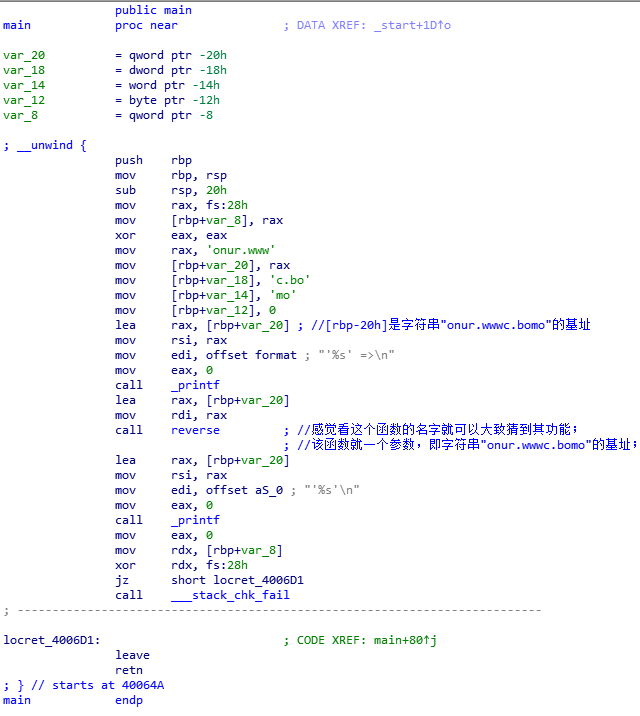 public main
main proc near ; DATA XREF: _start+1D↑o
var_20 = qword ptr -20h
var_18 = dword ptr -18h
var_14 = word ptr -14h
var_12 = byte ptr -12h
var_8 = qword ptr -8
; __unwind {
push rbp
mov rbp, rsp
sub rsp, 20h
mov rax, fs:28h
mov [rbp+var_8], rax
xor eax, eax
mov rax, 'onur.www'
mov [rbp+var_20], rax
mov [rbp+var_18], 'c.bo'
mov [rbp+var_14], 'mo'
mov [rbp+var_12], 0
lea rax, [rbp+var_20] ; //[rbp-20h]是字符串"onur.wwwc.bomo"的基址
mov rsi, rax
mov edi, offset format ; "'%s' =>\n"
mov eax, 0
call _printf
lea rax, [rbp+var_20]
mov rdi, rax
call reverse ; //感觉看这个函数的名字就可以大致猜到其功能；
; //该函数就一个参数，即字符串"onur.wwwc.bomo"的基址；
lea rax, [rbp+var_20]
mov rsi, rax
mov edi, offset aS_0 ; "'%s'\n"
mov eax, 0
call _printf
mov eax, 0
mov rdx, [rbp+var_8]
xor rdx, fs:28h
jz short locret_4006D1
call ___stack_chk_fail
; ---------------------------------------------------------------------------
locret_4006D1: ; CODE XREF: main+80↑j
leave
retn
; } // starts at 40064A
main endp